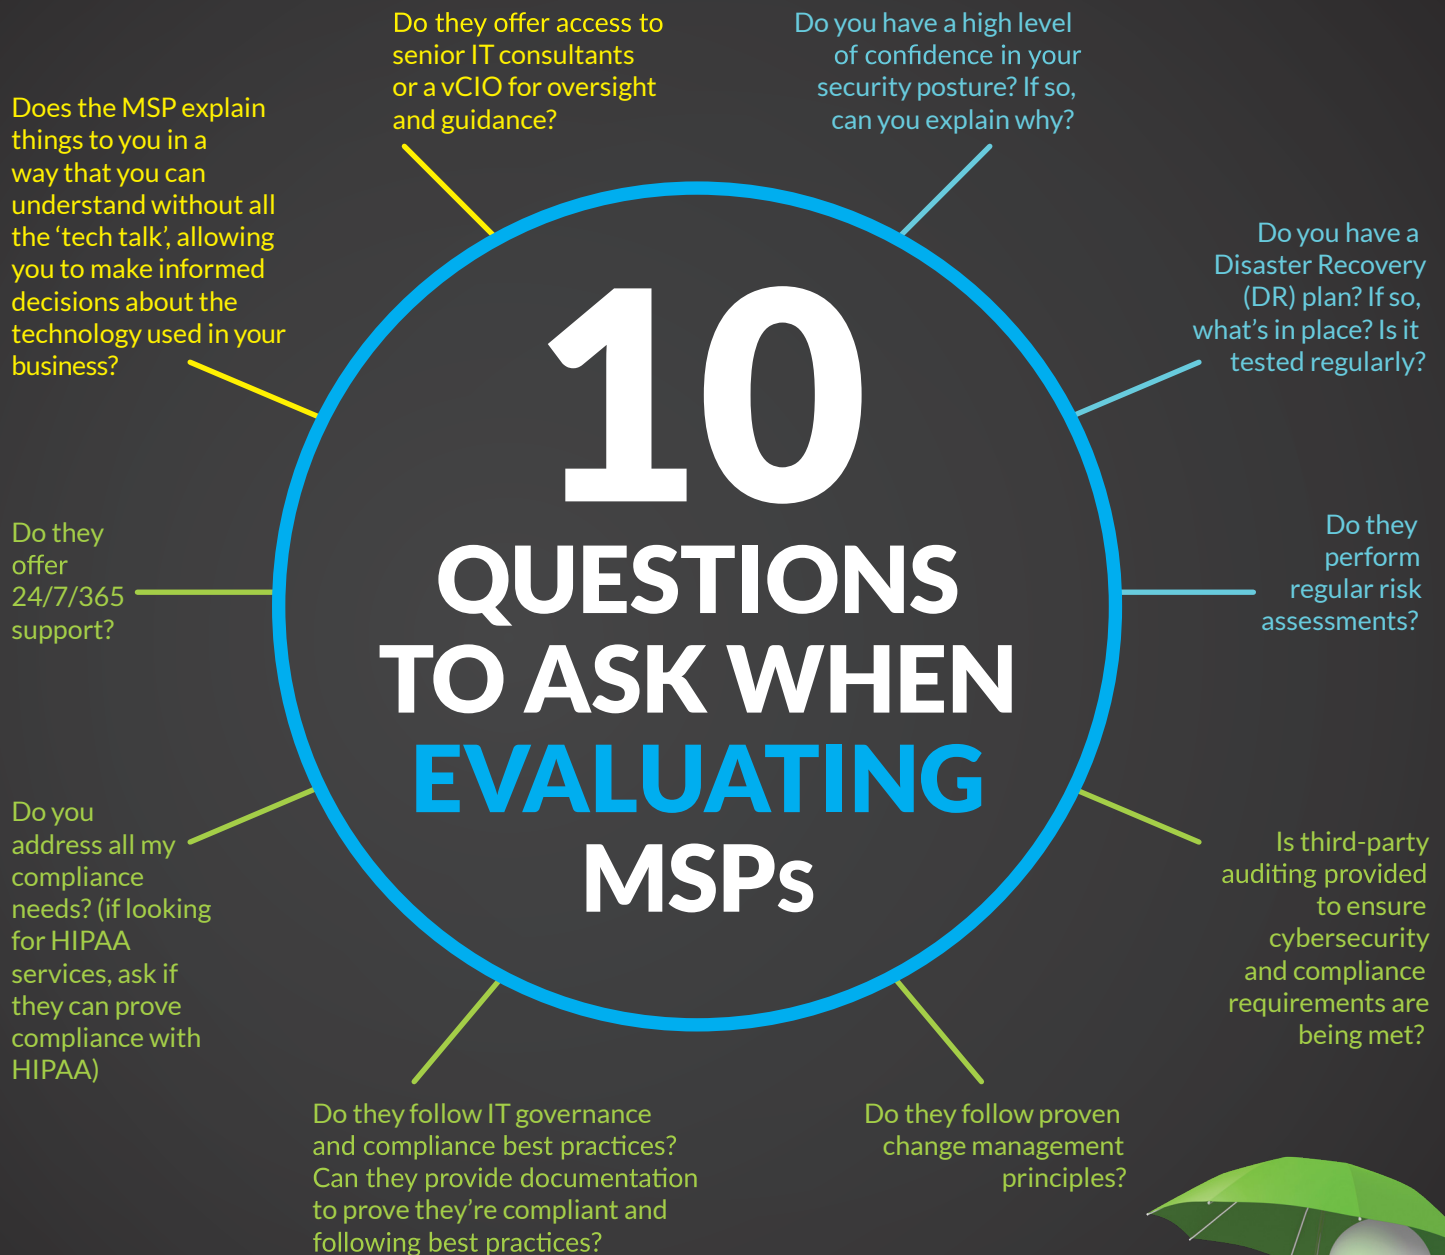 10
QUESTIONS
TO ASK WHEN
EVALUATING
MSPs
Do you have a high level
of confidence in your
security posture? If so,
can you explain why?
Do you have a
Disaster Recovery
(DR) plan? If so,
what's in place? Is it
tested regularly?
Do they
perform
regular risk
assessments?
Is third-party
auditing provided
to ensure
cybersecurity
and compliance
requirements are
being met?
Do they follow proven
change management
principles?
Do they follow IT governance
and compliance best practices?
Can they provide documentation
to prove they're compliant and
following best practices?
Do you
address all my
compliance
needs? (if looking
for HIPAA
services, ask if
they can prove
compliance with
HIPAA)
Do they
offer
24/7/365
support?
Does the MSP explain
things to you in a
way that you can
understand without all
the ‘tech talk’, allowing
you to make informed
decisions about the
technology used in your
business?
Do they offer access to
senior IT consultants
or a vCIO for oversight
and guidance?